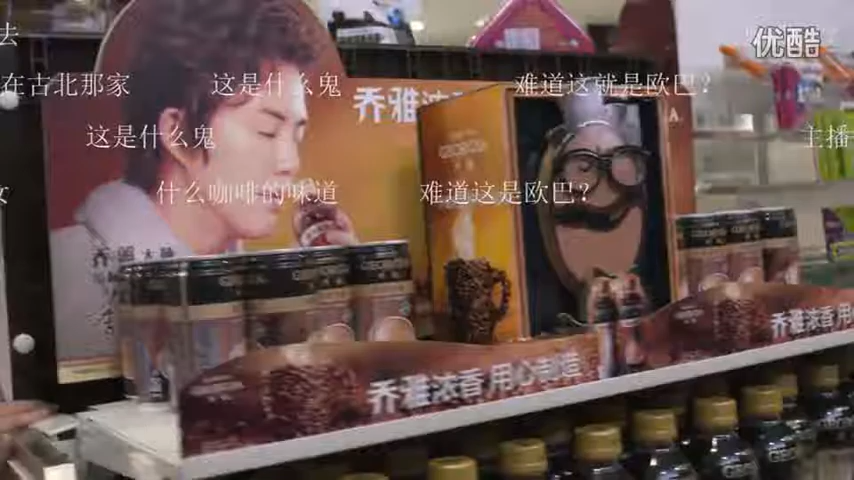 去
优酷
在古北那家
这是什么鬼
难道这就是欧巴?
乔雅浓
A
这是什么鬼
主播
女
什么咖啡的味道
难道这是欧巴?
乔雅浓香 用心制造
乔雅浓香 用